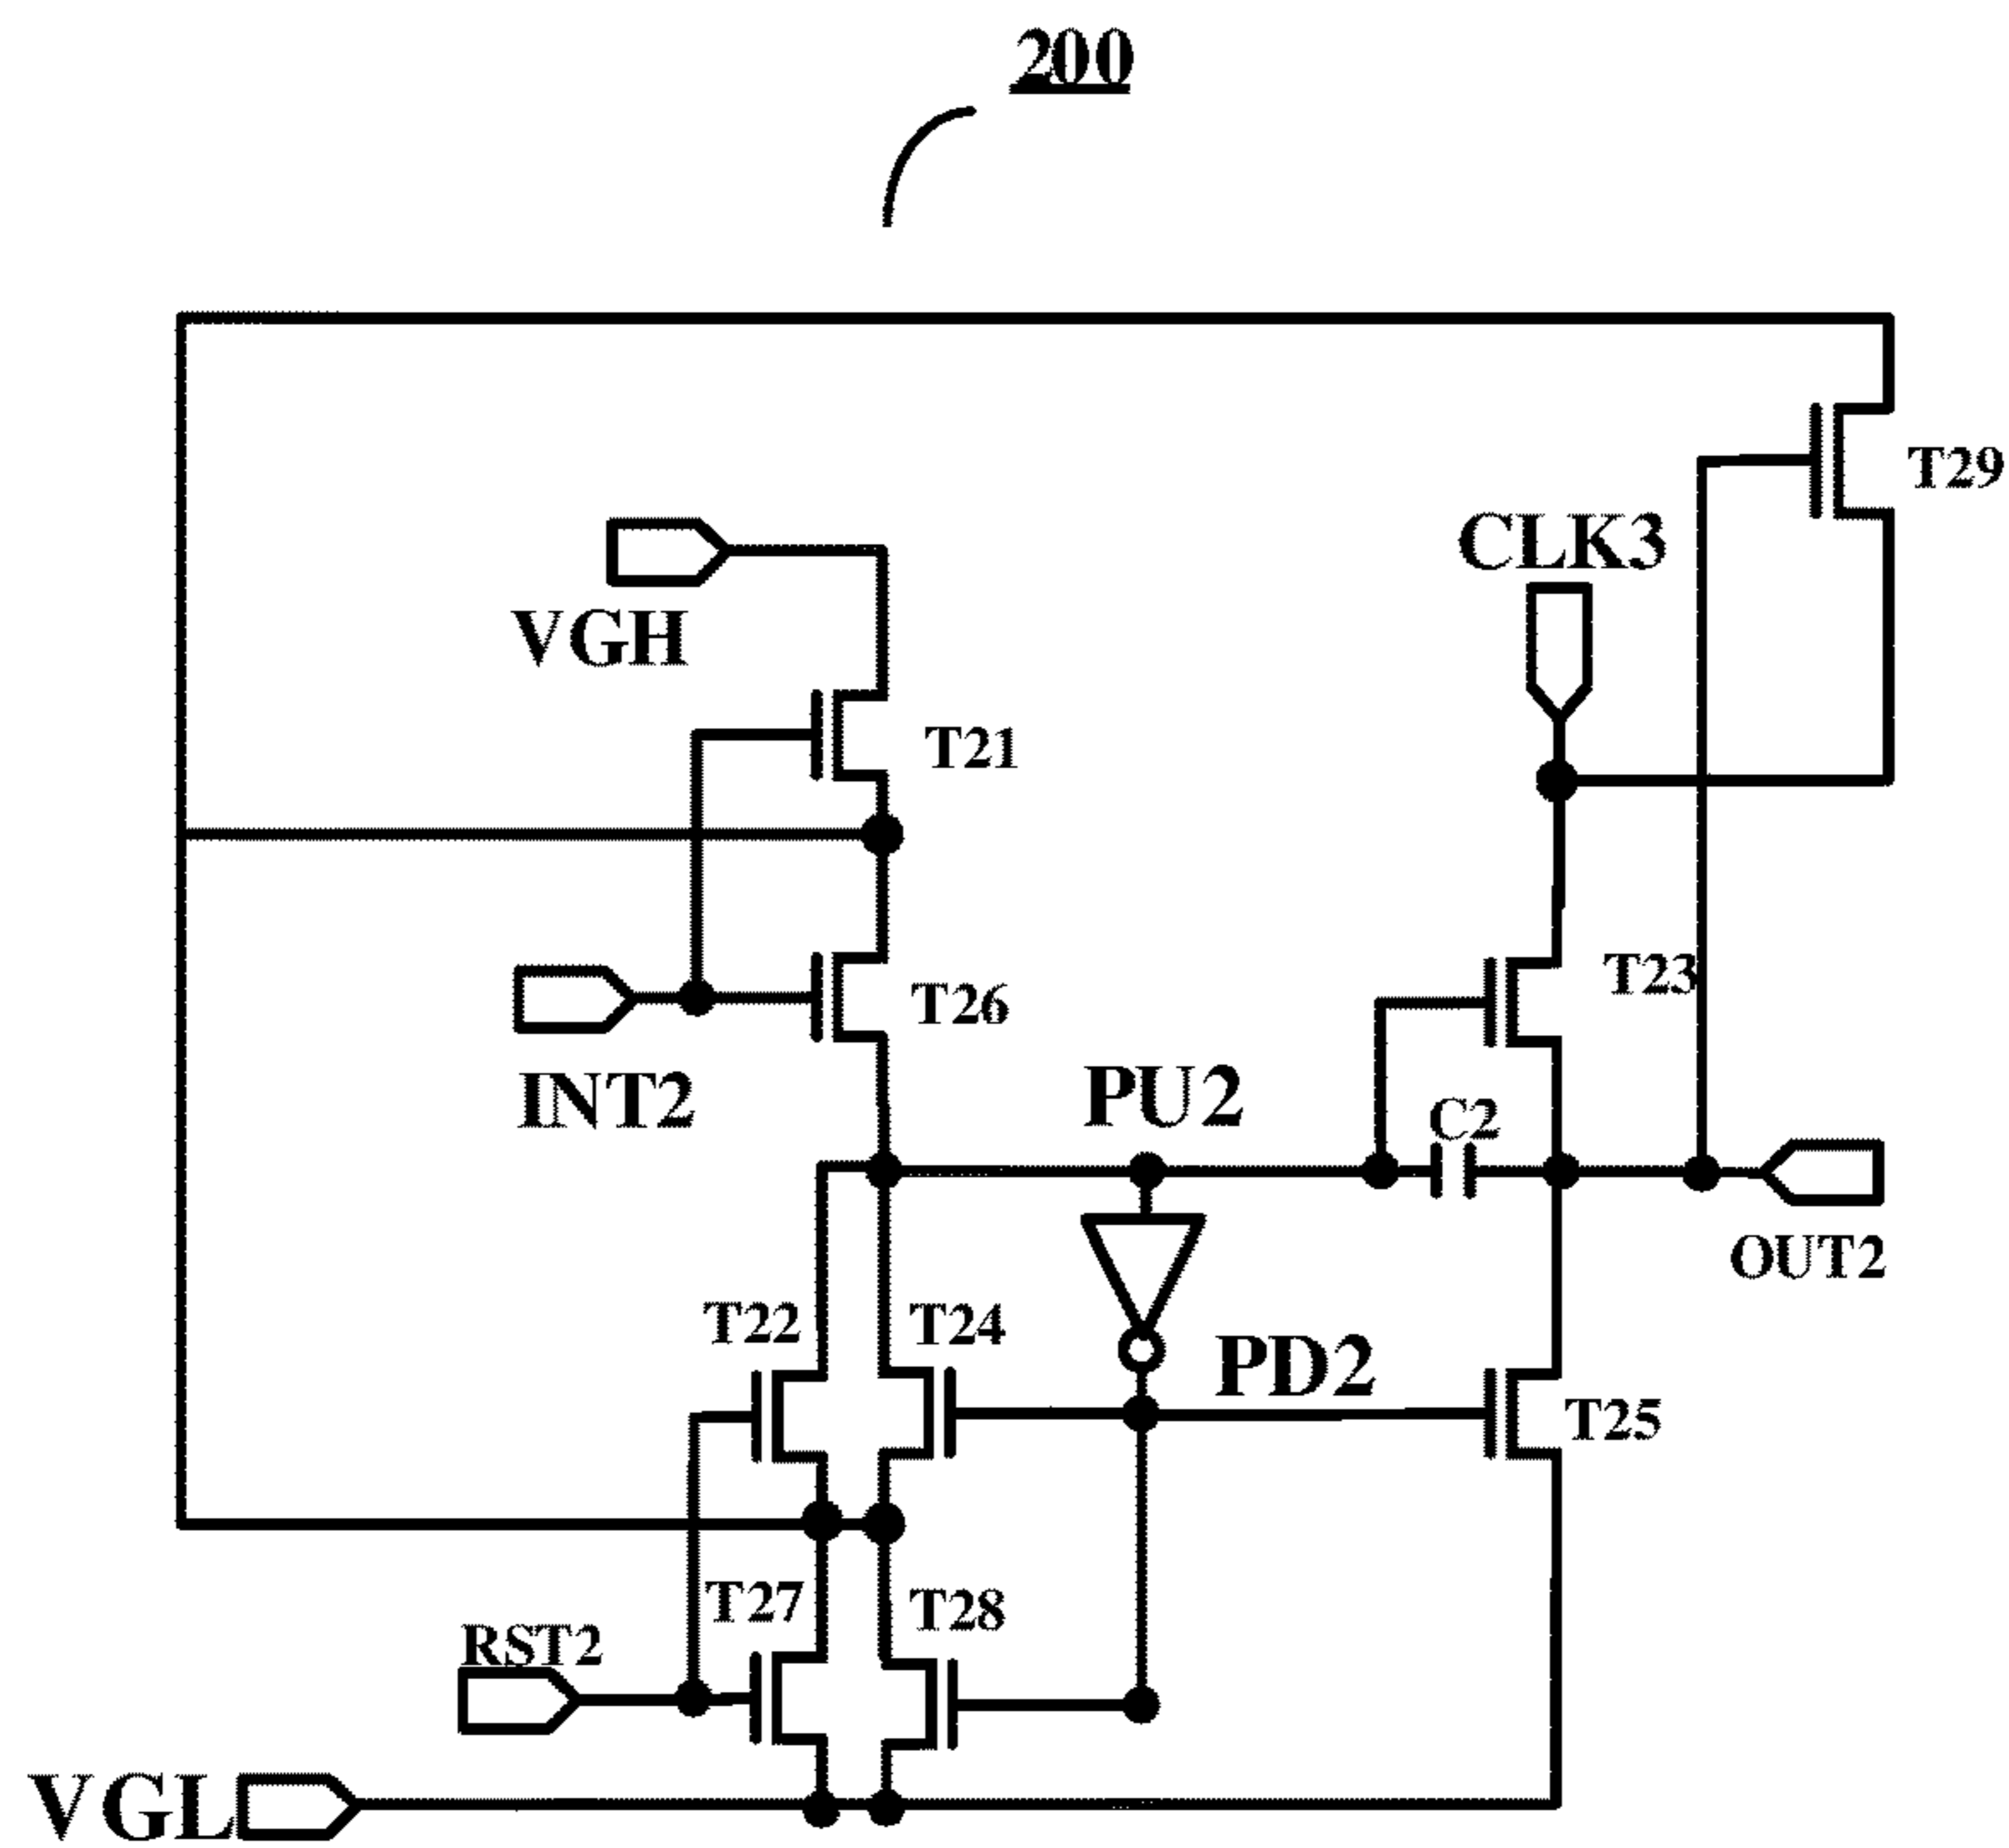 200
T29
CLK3
VGH
T21
T23
T26
INT2
PU2
C2
OUT2
T22
T24
PD2
T25
T27
T28
RST2
VGL